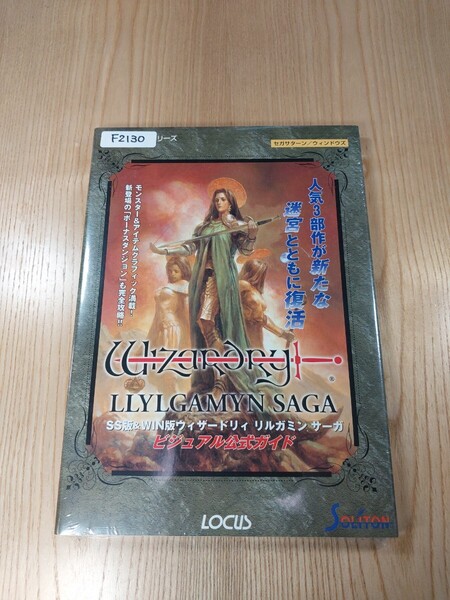 F2130
リーズ
セガサターン／ウィンドウズ
人気3部作が新たな
迷宮とともに復活
モンスター&アイテムグラフィック満載!
新登場の「ボーナスダンジョン」も完全攻略!!
Wizardry
®
LLYLGAMYN SAGA
SS版&WIN版ウィザードリィ リルガミン サーガ
ビジュアル公式ガイド
LOCUS
SOLITON